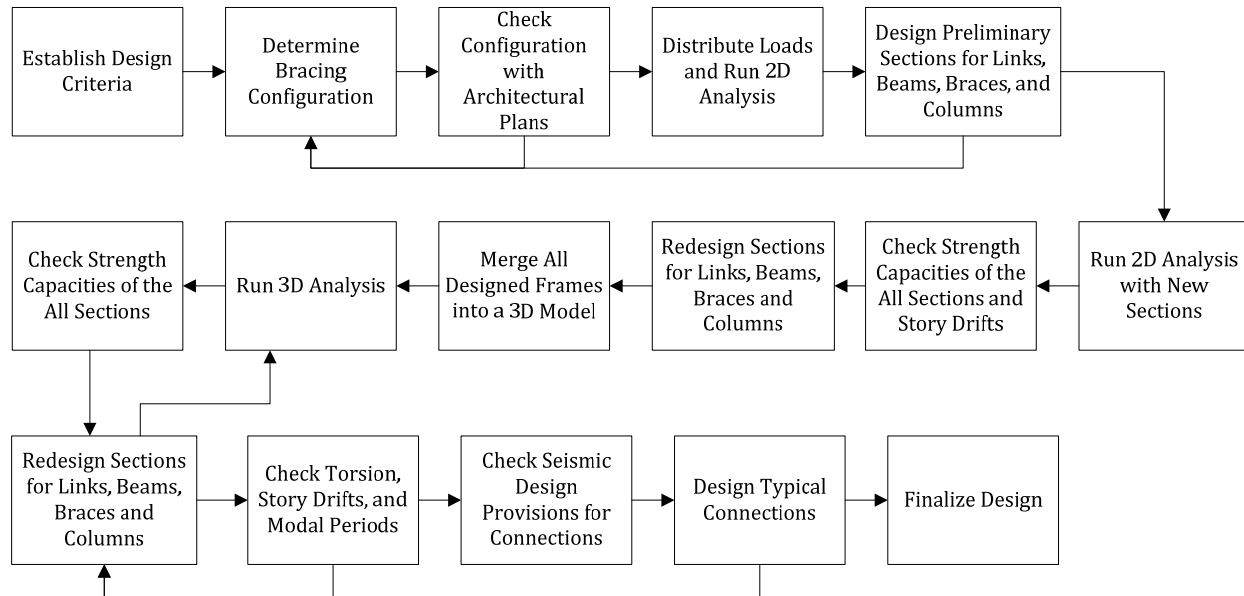 Establish Design
Criteria
Determine
Bracing
Configuration
Check
Configuration
with
Architectural
Plans
Distribute Loads
and Run 2D
Analysis
Design Preliminary
Sections for Links,
Beams, Braces, and
Columns
Check Strength
Capacities of the
All Sections
Run 3D Analysis
Merge All
Designed Frames
into a 3D Model
Redesign Sections
for Links, Beams,
Braces and
Columns
Check Strength
Capacities of the
All Sections and
Story Drifts
Run 2D Analysis
with New
Sections
Redesign Sections
for Links, Beams,
Braces and
Columns
Check Torsion,
Story Drifts, and
Modal Periods
Check Seismic
Design
Provisions for
Connections
Design Typical
Connections
Finalize Design